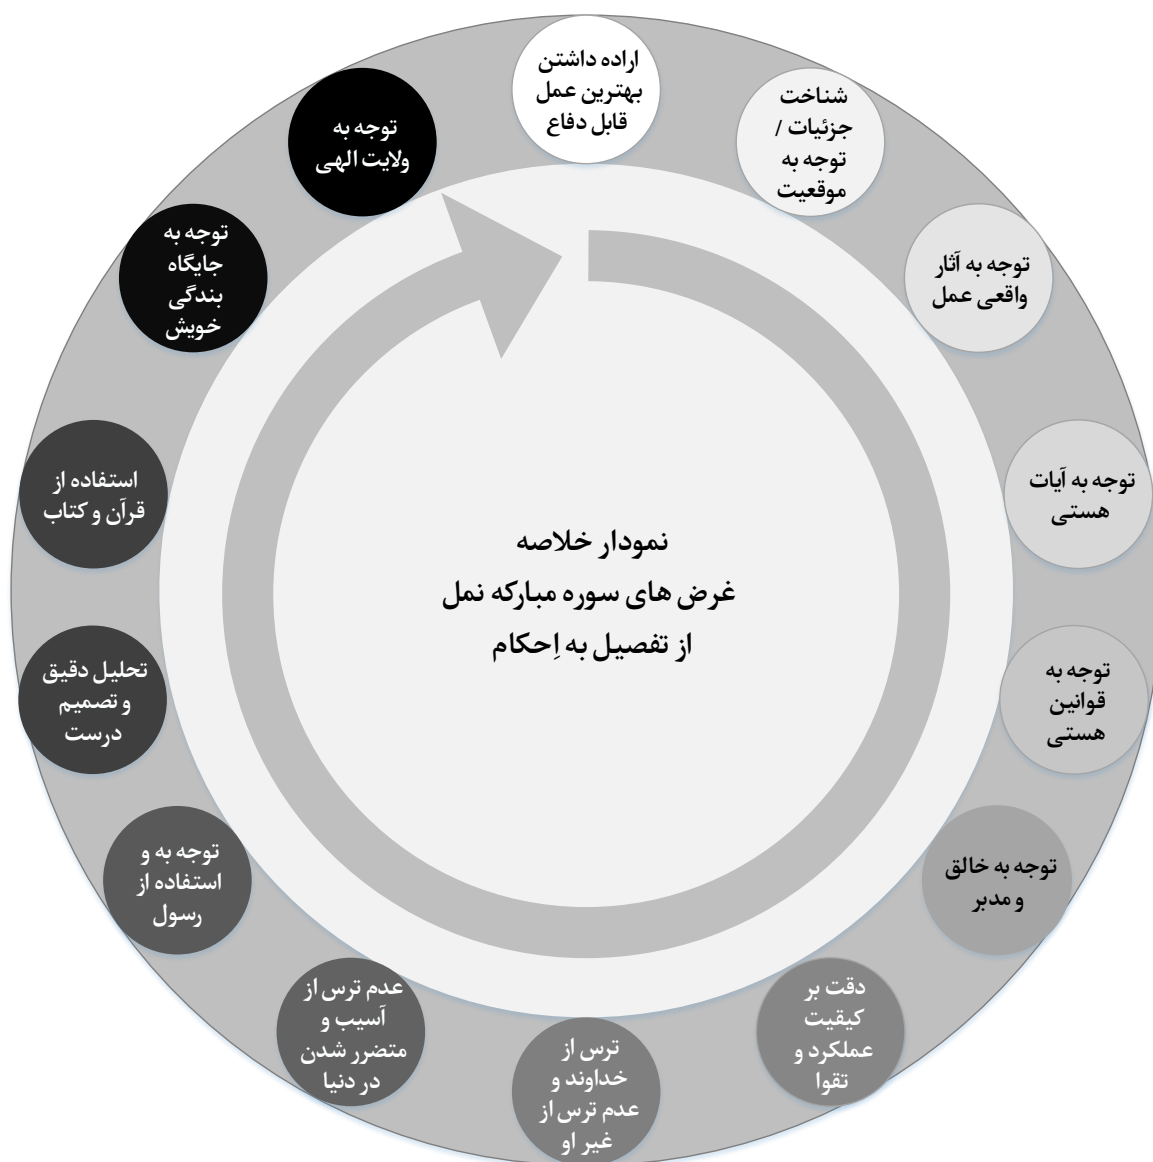 اراده داشتن
بهترین عمل
قابل دفاع
شناخت
جزئیات /
توجه به
موقعیت
توجه به آثار
واقعی عمل
توجه به آیات
هستی
توجه به
قوانین
هستی
توجه به خالق
و مدبر
دقت بر
کیقیت
عملکرد و
تقوا
ترس از
خداوند و
عدم ترس از
غیر او
عدم ترس از
آسیب و
متضرر شدن
در دنیا
توجه به و
استفاده از
رسول
تحلیل دقیق
و تصمیم
درست
استفاده از
قرآن و کتاب
توجه به
جایگاه
بندگی
خویش
توجه به
ولایت الهی
نمودار خلاصه
غرض های سوره مبارکه نمل
از تفصیل به اِحکام